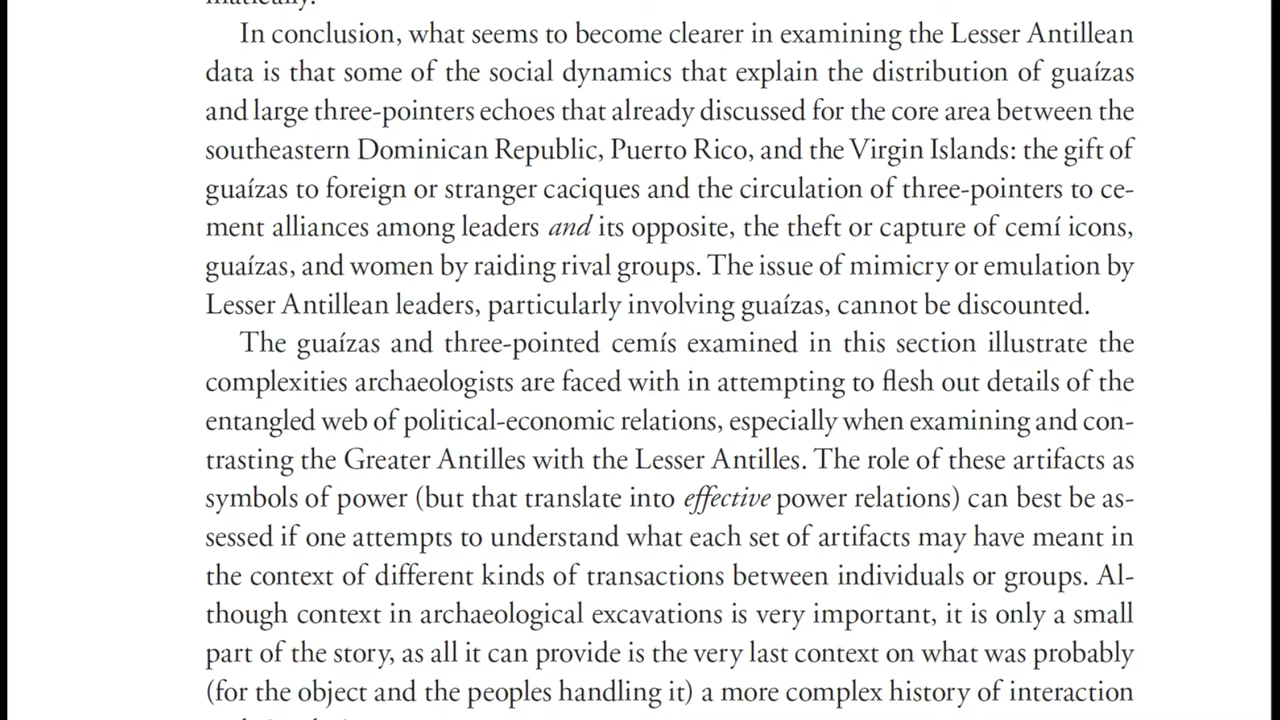 In conclusion, what seems to become clearer in examining the Lesser Antillean
data is that some of the social dynamics that explain the distribution of guaízas
and large three-pointers echoes that already discussed for the core area between the
southeastern Dominican Republic, Puerto Rico, and the Virgin Islands: the gift of
guaízas to foreign or stranger caciques and the circulation of three-pointers to ce-
ment alliances among leaders and its opposite, the theft or capture of cemí icons,
guaízas, and women by raiding rival groups. The issue of mimicry or emulation by
Lesser Antillean leaders, particularly involving guaízas, cannot be discounted.
The guaízas and three-pointed cemís examined in this section illustrate the
complexities archaeologists are faced with in attempting to flesh out details of the
entangled web of political-economic relations, especially when examining and con-
trasting the Greater Antilles with the Lesser Antilles. The role of these artifacts as
symbols of power (but that translate into effective power relations) can best be as-
sessed if one attempts to understand what each set of artifacts may have meant in
the context of different kinds of transactions between individuals or groups. Al-
though context in archaeological excavations is very important, it is only a small
part of the story, as all it can provide is the very last context on what was probably
(for the object and the peoples handling it) a more complex history of interaction